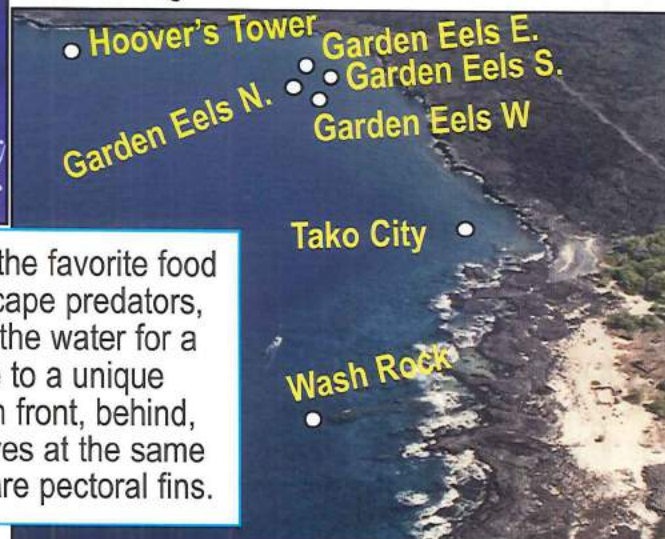 Hoover's Tower
Garden Eels E.
Garden Eels S.
Garden Eels N.
Garden Eels W
Tako City
the favorite food
cape predators,
the water for a
to a unique
front, behind,
es at the same
re pectoral fins.
Wash Rock